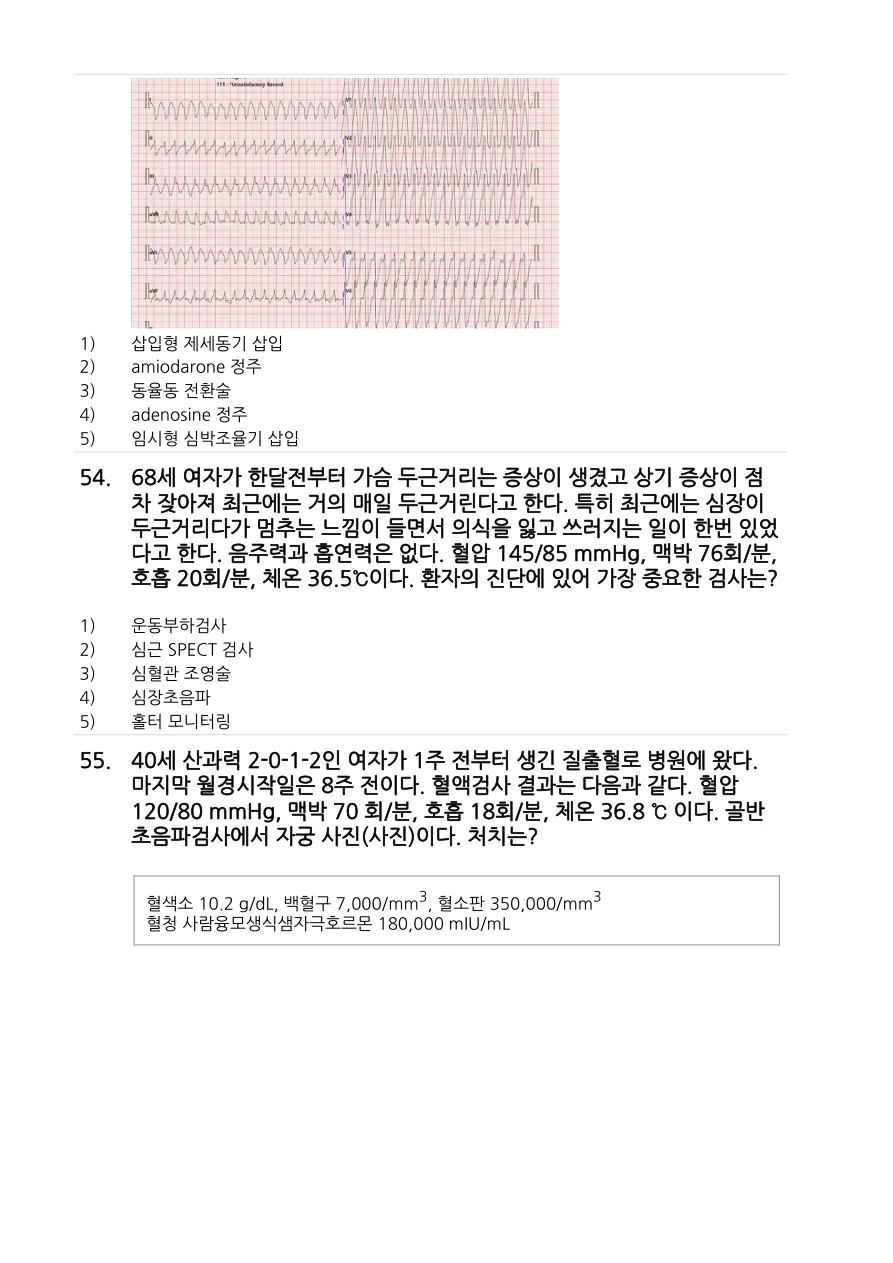 111 : *Unsatisfactory Record
I
V1
II
V2
III
V3
aVR
V4
aVL
V5
aVF
V6
1) 삽입형 제세동기 삽입
2) amiodarone 정주
3) 동율동 전환술
4) adenosine 정주
5) 임시형 심박조율기 삽입
54. 68세 여자가 한달전부터 가슴 두근거리는 증상이 생겼고 상기 증상이 점
차 잦아져 최근에는 거의 매일 두근거린다고 한다. 특히 최근에는 심장이
두근거리다가 멈추는 느낌이 들면서 의식을 잃고 쓰러지는 일이 한번 있었
다고 한다. 음주력과 흡연력은 없다. 혈압 145/85 mmHg, 맥박 76회/분,
호흡 20회/분, 체온 36.5℃이다. 환자의 진단에 있어 가장 중요한 검사는?
1) 운동부하검사
2) 심근 SPECT 검사
3) 심혈관 조영술
4) 심장초음파
5) 홀터 모니터링
55. 40세 산과력 2-0-1-2인 여자가 1주 전부터 생긴 질출혈로 병원에 왔다.
마지막 월경시작일은 8주 전이다. 혈액검사 결과는 다음과 같다. 혈압
120/80 mmHg, 맥박 70 회/분, 호흡 18회/분, 체온 36.8 ℃ 이다. 골반
초음파검사에서 자궁 사진(사진)이다. 처치는?
혈색소 10.2 g/dL, 백혈구 7,000/mm³, 혈소판 350,000/mm³
혈청 사람융모생식샘자극호르몬 180,000 mIU/mL